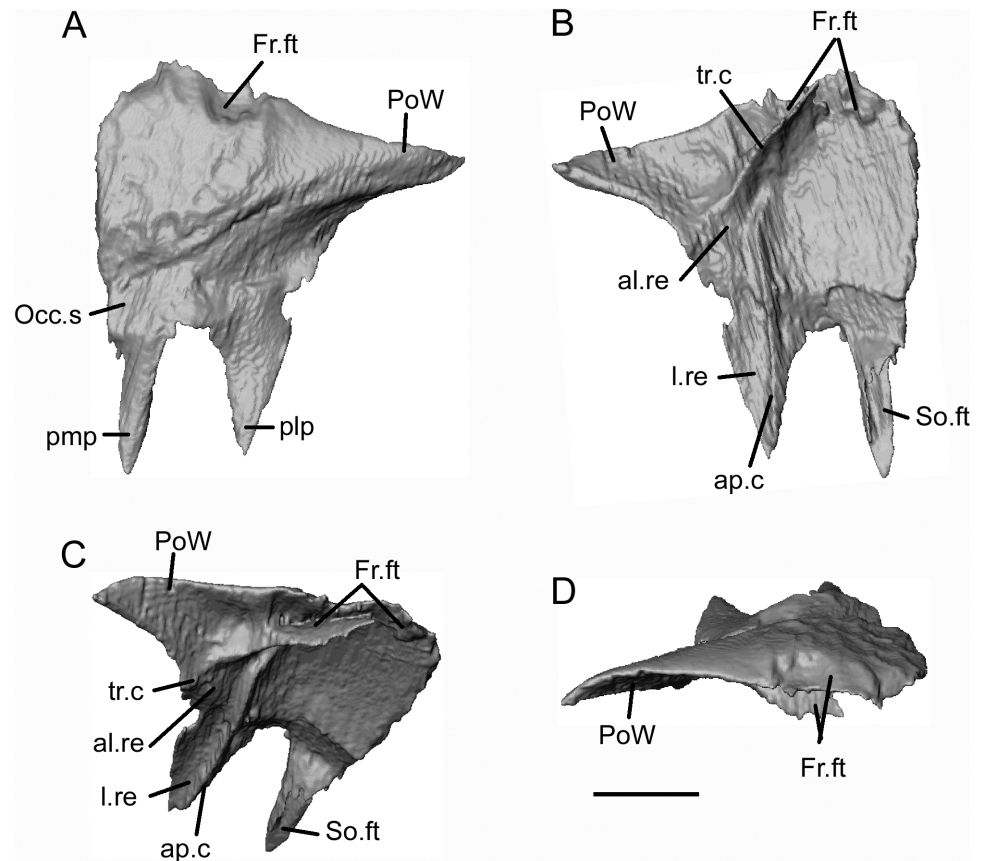 A
Fr.ft
PoW
Occ.s
pmp
plp
B
Fr.ft
tr.c
PoW
al.re
l.re
So.ft
ap.c
C
PoW
Fr.ft
tr.c
al.re
l.re
So.ft
ap.c
D
PoW
Fr.ft